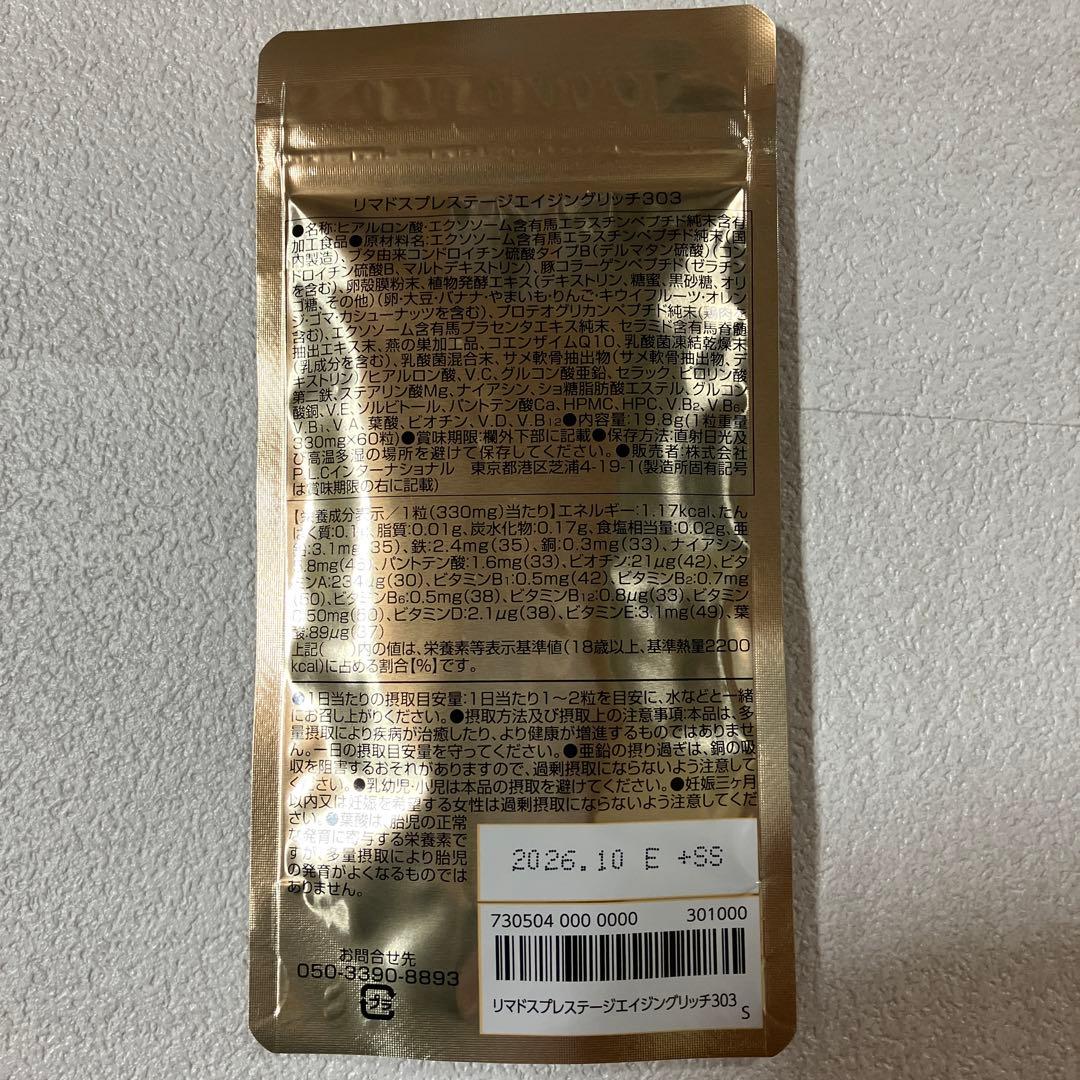 リマドスプレステージエイジングリッチ303
●名称:ヒアルロン酸・エクソソーム含有馬エラスチンペプチド純末含有
加工食品●原材料名:エクソソーム含有馬エラスチンペプチド純末(国
内製造)、ブタ由来コンドロイチン硫酸タイプB(デルマタン硫酸)(コン
ドロイチン硫酸B、マルトデキストリン)、豚コラーゲンペプチド(ゼラチン
を含む)、卵殻膜粉末、植物発酵エキス(デキストリン、糖蜜、黒砂糖、オリ
ゴ糖、その他)(卵・大豆・バナナ・やまいも・りんご・キウイフルーツ・オレン
ジ・ゴマ・カシューナッツを含む)、プロテオグリカンペプチド純末(鶏肉を
含む)、エクソソーム含有馬プラセンタエキス純末、セラミド含有馬脊髄
抽出エキス末、燕の巣加工品、コエンザイムQ10、乳酸菌凍結乾燥末
(乳成分を含む)、乳酸菌混合末、サメ軟骨抽出物(サメ軟骨抽出物、デ
キストリン)/ヒアルロン酸、V.C、グルコン酸亜鉛、セラック、ピロリン酸
第二鉄、ステアリン酸Mg、ナイアシン、ショ糖脂肪酸エステル、グルコン
酸銅、V.E、ソルビトール、パントテン酸Ca、HPMC、HPC、V.B2、V.B6、
V.B1、V.A、葉酸、ビオチン、V.D、V.B12●内容量:19.8g(1粒重量
330mg×60粒)●賞味期限:欄外下部に記載●保存方法:直射日光及
び高温多湿の場所を避けて保存してください。●販売者:株式会社
P.L.Cインターナショナル 東京都港区芝浦4-19-1(製造所固有記号
は賞味期限の右に記載)
【栄養成分表示/1粒(330mg)当たり】エネルギー:1.17kcal、たん
ぱく質:0.1、脂質:0.01g、炭水化物:0.17g、食塩相当量:0.02g、亜
鉛:3.1mg(35)、鉄:2.4mg(35)、銅:0.3mg(33)、ナイアシン
.8mg(45)、パントテン酸:1.6mg(33)、ビオチン:21μg(42)、ビタ
ミンA:234μg(30)、ビタミンB1:0.5mg(42)、ビタミンB2:0.7mg
(50)、ビタミンB6:0.5mg(38)、ビタミンB12:0.8μg(33)、ビタミン
50mg(50)、ビタミンD:2.1μg(38)、ビタミンE:3.1mg(49)、葉
酸:89μg(37)
上記( )内の値は、栄養素等表示基準値(18歳以上、基準熱量2200
kcal)に占める割合【%】です。
●1日当たりの摂取目安量:1日当たり1〜2粒を目安に、水などと一緒
にお召し上がりください。●摂取方法及び摂取上の注意事項:本品は、多
量摂取により疾病が治癒したり、より健康が増進するものではありませ
ん。一日の摂取目安量を守ってください。●亜鉛の摂り過ぎは、銅の吸
収を阻害するおそれがありますので、過剰摂取にならないよう注意して
ください。●乳幼児・小児は本品の摂取を避けてください。●妊娠三ヶ月
以内又は妊娠を希望する女性は過剰摂取にならないよう注意してくだ
さい。●葉酸は、胎児の正常
な発育に寄与する栄養素で
すが、多量摂取により胎児
の発育がよくなるものでは
ありません。
2026.10 E +SS
730504 000 0000 301000
リマドスプレステージエイジングリッチ303
S
お問合せ先
050-3390-8893
プラ